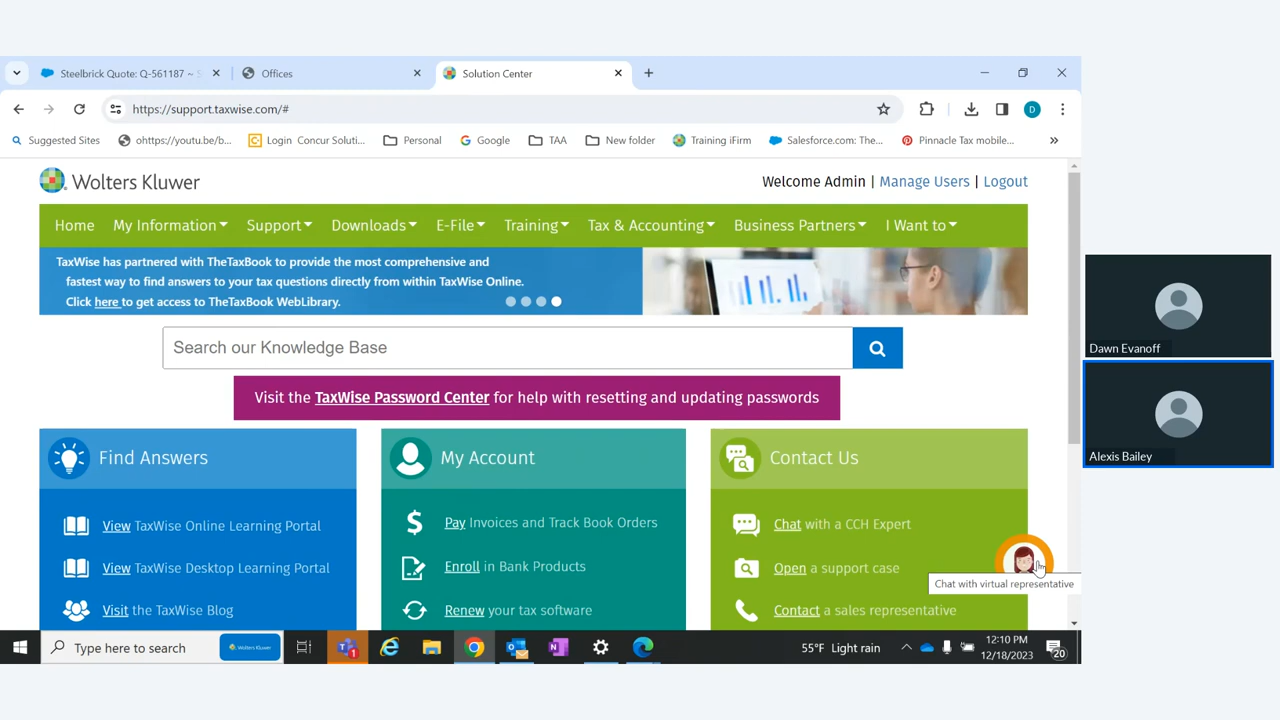 Steelbrick Quote: Q-561187 ~ S
Offices
Solution Center
https://support.taxwise.com/#
D
Suggested Sites
ohttps://youtu.be/b...
Login Concur Soluti...
Personal
Google
TAA
New folder
Training iFirm
Salesforce.com: The...
Pinnacle Tax mobile...
Wolters Kluwer
Welcome Admin | Manage Users | Logout
Home
My Information
Support
Downloads
E-File
Training
Tax & Accounting
Business Partners
I Want to
TaxWise has partnered with TheTaxBook to provide the most comprehensive and
fastest way to find answers to your tax questions directly from within TaxWise Online.
Click here to get access to TheTaxBook WebLibrary.
Search our Knowledge Base
Visit the TaxWise Password Center for help with resetting and updating passwords
Find Answers
View TaxWise Online Learning Portal
View TaxWise Desktop Learning Portal
Visit the TaxWise Blog
My Account
Pay Invoices and Track Book Orders
Enroll in Bank Products
Renew your tax software
Contact Us
Chat with a CCH Expert
Open a support case
Contact a sales representative
Chat with virtual representative
Dawn Evanoff
Alexis Bailey
Type here to search
Wolters Kluwer
55°F Light rain
12:10 PM
12/18/2023
20